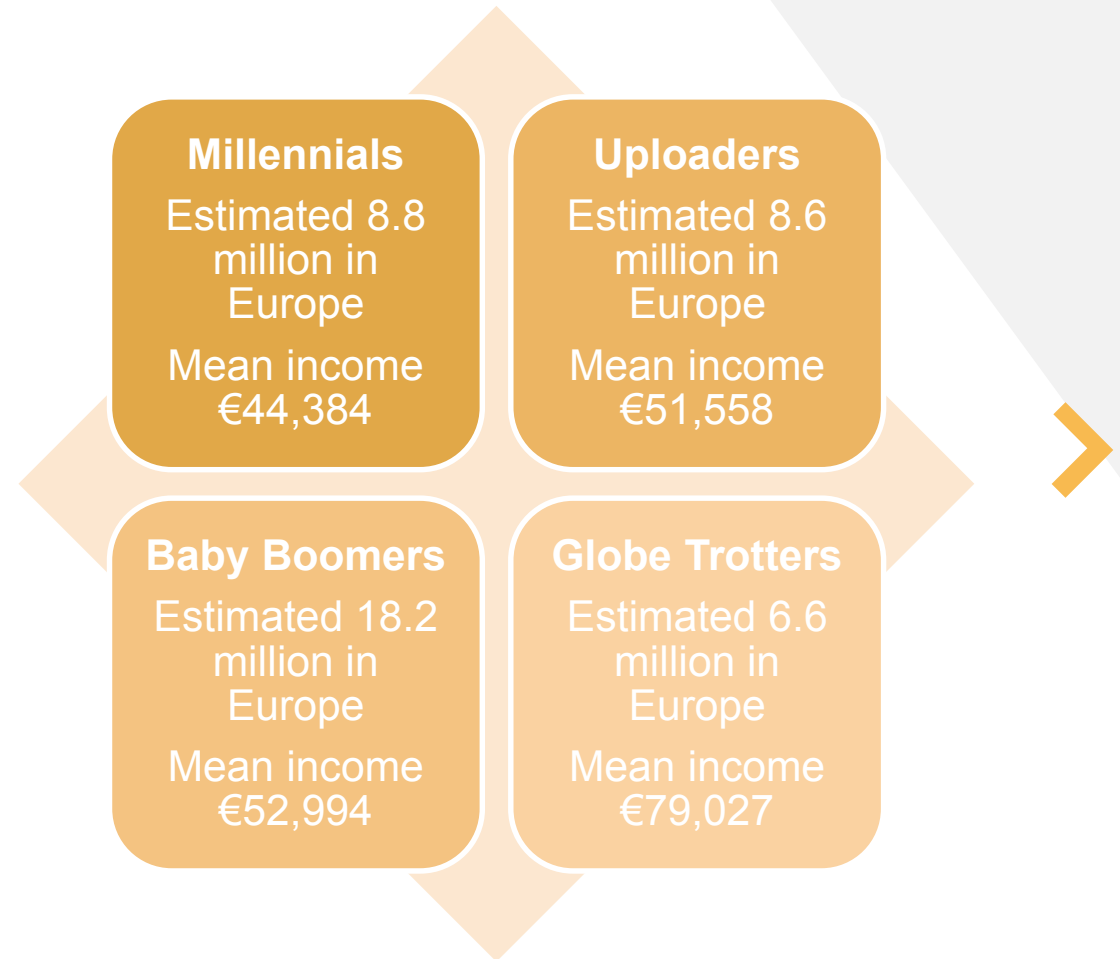 Millennials
Estimated 8.8
million in
Europe
Mean income
€44,384
Uploaders
Estimated 8.6
million in
Europe
Mean income
€51,558
Baby Boomers
Estimated 18.2
million in
Europe
Mean income
€52,994
Globe Trotters
Estimated 6.6
million in
Europe
Mean income
€79,027